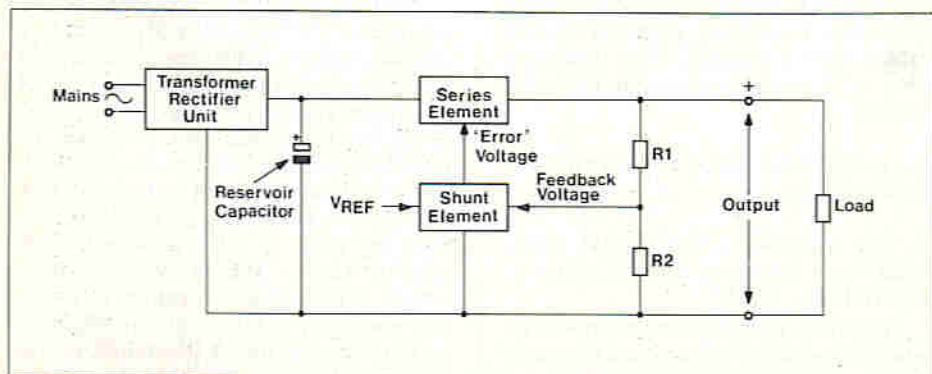 Mains
Transformer
Rectifier
Unit
+
Reservoir
Capacitor
Series
Element
'Error'
Voltage
VREF
Shunt
Element
Feedback
Voltage
R1
R2
+
Output
Load